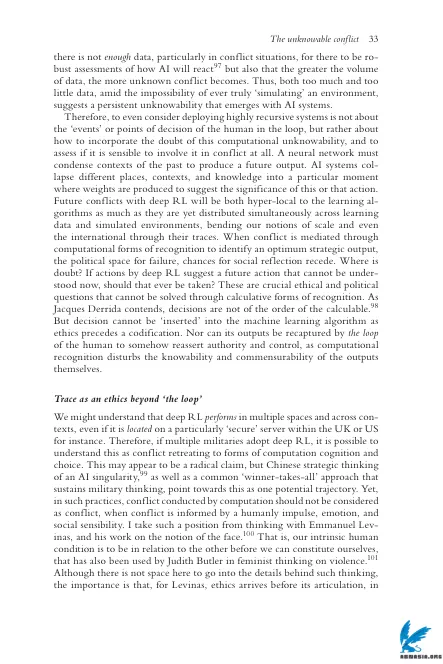 The unknowable conflict 33
there is not enough data, particularly in conflict situations, for there to be ro-
bust assessments of how AI will react97 but also that the greater the volume
of data, the more unknown conflict becomes. Thus, both too much and too
little data, amid the impossibility of ever truly ‘simulating’ an environment,
suggests a persistent unknowability that emerges with AI systems.
Therefore, to even consider deploying highly recursive systems is not about
the ‘events’ or points of decision of the human in the loop, but rather about
how to incorporate the doubt of this computational unknowability, and to
assess if it is sensible to involve it in conflict at all. A neural network must
condense contexts of the past to produce a future output. AI systems col-
lapse different places, contexts, and knowledge into a particular moment
where weights are produced to suggest the significance of this or that action.
Future conflicts with deep RL will be both hyper-local to the learning al-
gorithms as much as they are yet distributed simultaneously across learning
data and simulated environments, bending our notions of scale and even
the international through their traces. When conflict is mediated through
computational forms of recognition to identify an optimum strategic output,
the political space for failure, chances for social reflection recede. Where is
doubt? If actions by deep RL suggest a future action that cannot be under-
stood now, should that ever be taken? These are crucial ethical and political
questions that cannot be solved through calculative forms of recognition. As
Jacques Derrida contends, decisions are not of the order of the calculable.98
But decision cannot be ‘inserted’ into the machine learning algorithm as
ethics precedes a codification. Nor can its outputs be recaptured by the loop
of the human to somehow reassert authority and control, as computational
recognition disturbs the knowability and commensurability of the outputs
themselves.
Trace as an ethics beyond ‘the loop’
We might understand that deep RL performs in multiple spaces and across con-
texts, even if it is located on a particularly ‘secure’ server within the UK or US
for instance. Therefore, if multiple militaries adopt deep RL, it is possible to
understand this as conflict retreating to forms of computation cognition and
choice. This may appear to be a radical claim, but Chinese strategic thinking
of an AI singularity,99 as well as a common ‘winner-takes-all’ approach that
sustains military thinking, point towards this as one potential trajectory. Yet,
in such practices, conflict conducted by computation should not be considered
as conflict, when conflict is informed by a humanly impulse, emotion, and
social sensibility. I take such a position from thinking with Emmanuel Lev-
inas, and his work on the notion of the face.100 That is, our intrinsic human
condition is to be in relation to the other before we can constitute ourselves,
that has also been used by Judith Butler in feminist thinking on violence.101
Although there is not space here to go into the details behind such thinking,
the importance is that, for Levinas, ethics arrives before its articulation, in